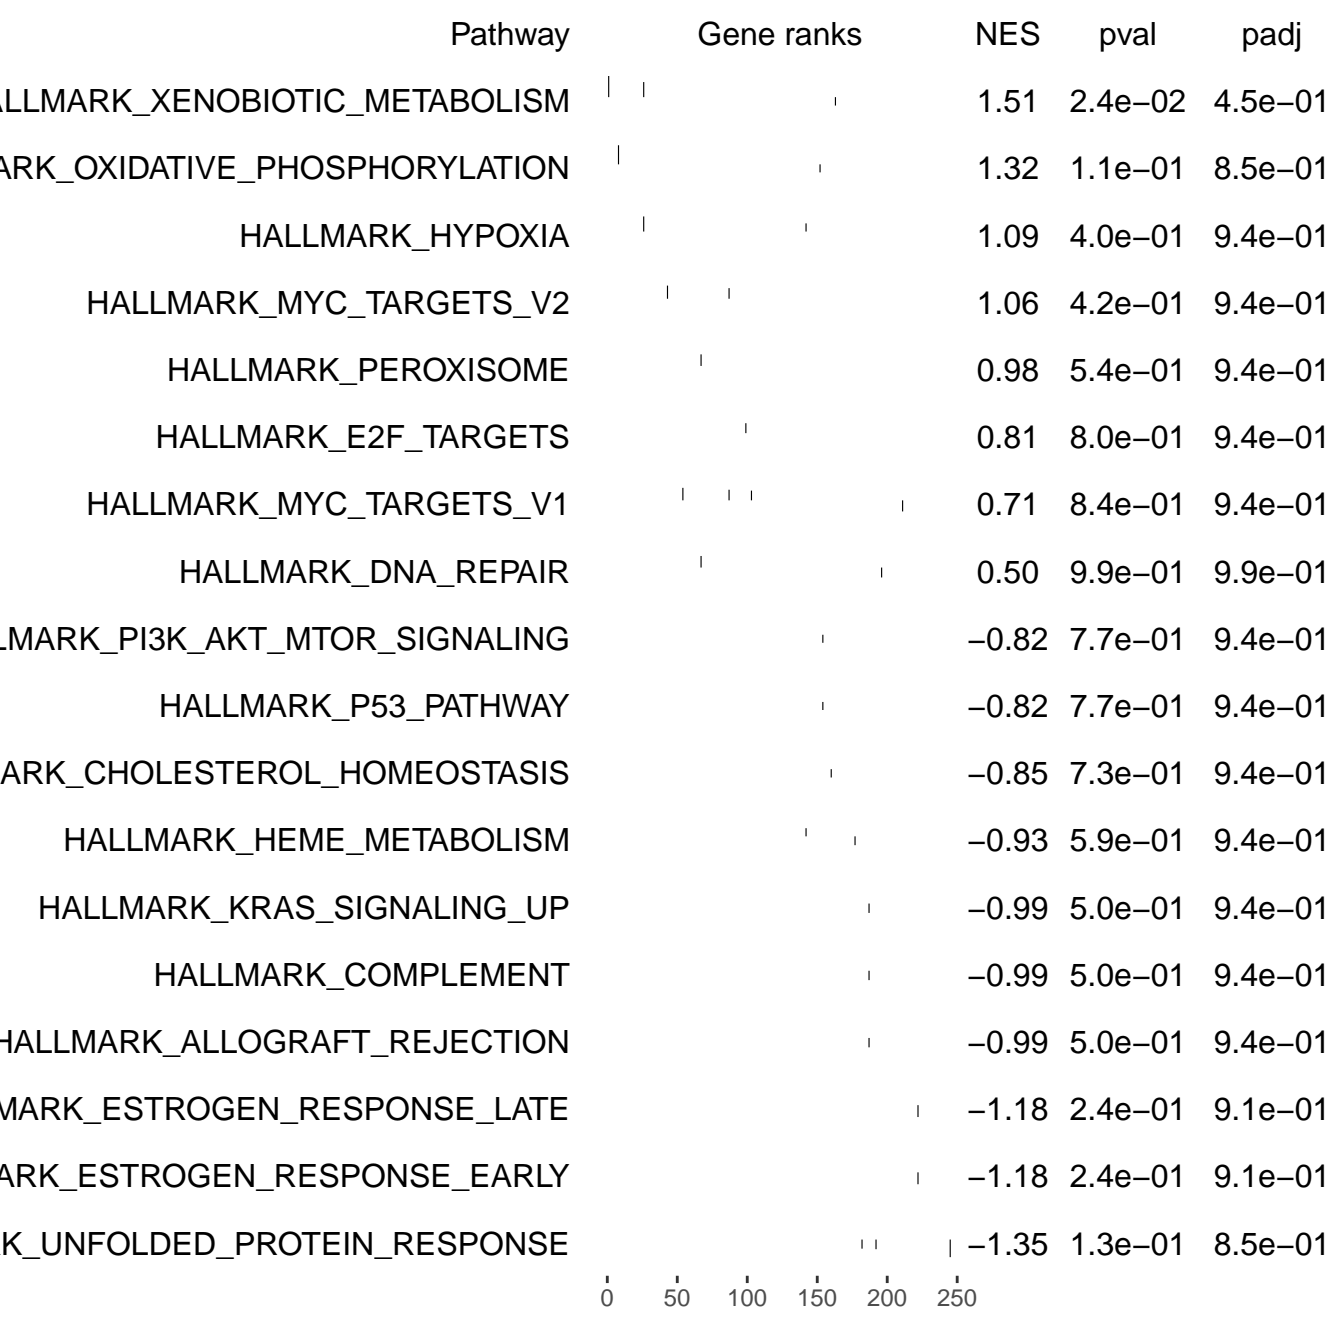 Pathway Gene ranks NES pval padj
ALLMARK_XENOBIOTIC_METABOLISM 1.51 2.4e−02 4.5e−01
ARK_OXIDATIVE_PHOSPHORYLATION 1.32 1.1e−01 8.5e−01
HALLMARK_HYPOXIA 1.09 4.0e−01 9.4e−01
HALLMARK_MYC_TARGETS_V2 1.06 4.2e−01 9.4e−01
HALLMARK_PEROXISOME 0.98 5.4e−01 9.4e−01
HALLMARK_E2F_TARGETS 0.81 8.0e−01 9.4e−01
HALLMARK_MYC_TARGETS_V1 0.71 8.4e−01 9.4e−01
HALLMARK_DNA_REPAIR 0.50 9.9e−01 9.9e−01
LMARK_PI3K_AKT_MTOR_SIGNALING −0.82 7.7e−01 9.4e−01
HALLMARK_P53_PATHWAY −0.82 7.7e−01 9.4e−01
ARK_CHOLESTEROL_HOMEOSTASIS −0.85 7.3e−01 9.4e−01
HALLMARK_HEME_METABOLISM −0.93 5.9e−01 9.4e−01
HALLMARK_KRAS_SIGNALING_UP −0.99 5.0e−01 9.4e−01
HALLMARK_COMPLEMENT −0.99 5.0e−01 9.4e−01
HALLMARK_ALLOGRAFT_REJECTION −0.99 5.0e−01 9.4e−01
MARK_ESTROGEN_RESPONSE_LATE −1.18 2.4e−01 9.1e−01
ARK_ESTROGEN_RESPONSE_EARLY −1.18 2.4e−01 9.1e−01
K_UNFOLDED_PROTEIN_RESPONSE −1.35 1.3e−01 8.5e−01
0 50 100 150 200 250